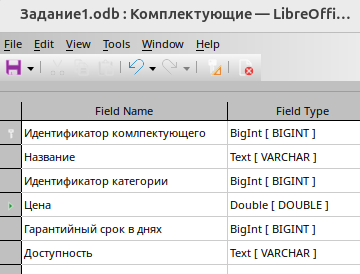 Задание1.odb : Комплектующие — LibreOffi...
File Edit View Tools Window Help
Field Name Field Type
Идентификатор комлпектующего BigInt [ BIGINT ]
Название Text [ VARCHAR ]
Идентификатор категории BigInt [ BIGINT ]
Цена Double [ DOUBLE ]
Гарантийный срок в днях BigInt [ BIGINT ]
Доступность Text [ VARCHAR ]